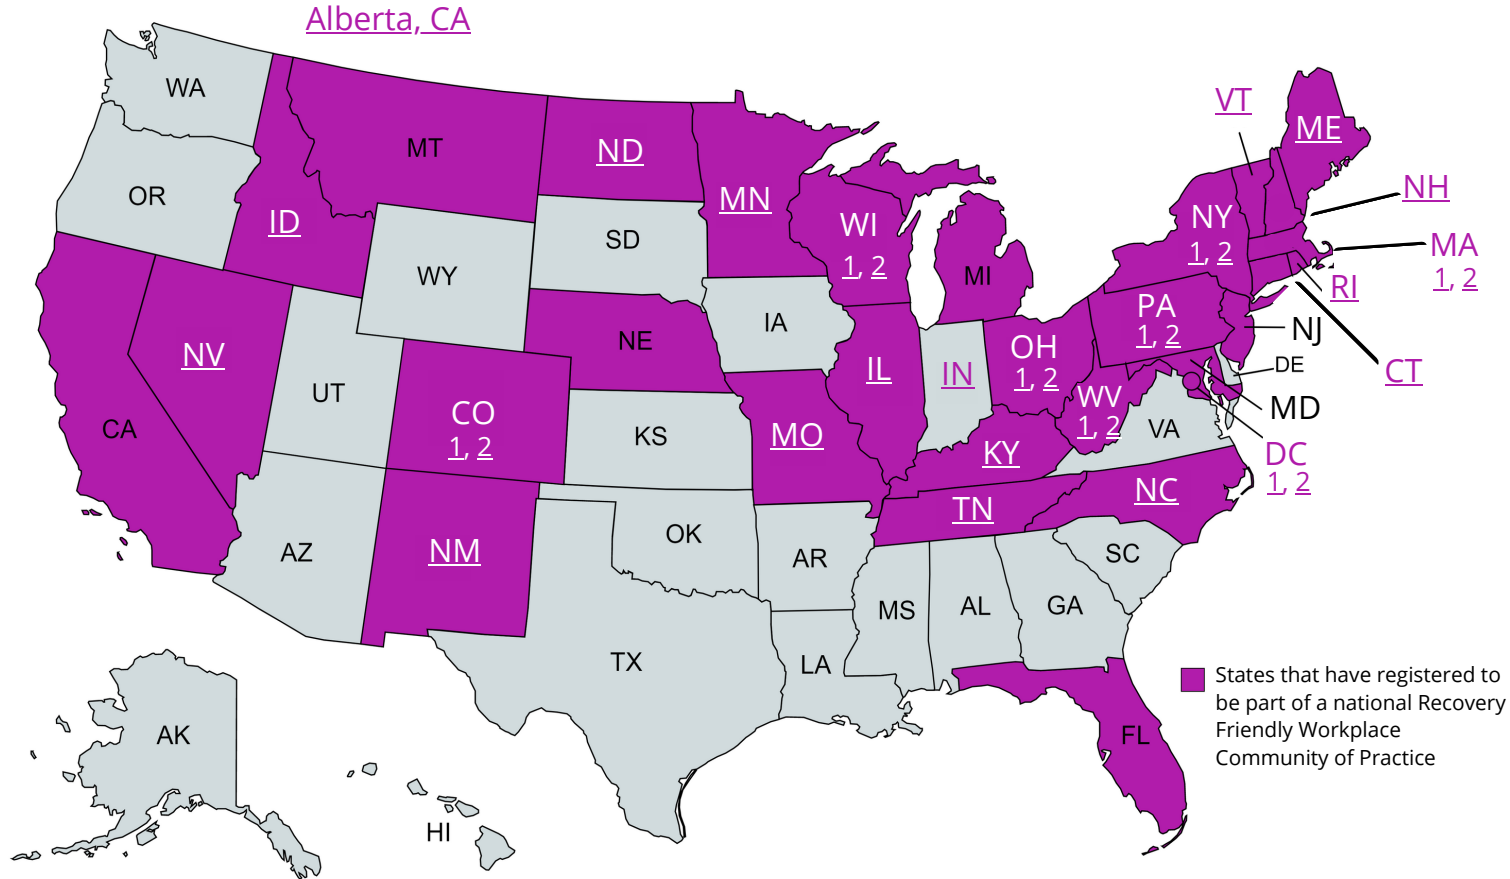 Alberta, CA
WA
OR
CA
NV
ID
MT
WY
UT
AZ
CO
1, 2
NM
ND
SD
NE
KS
OK
TX
MN
IA
MO
AR
LA
WI
1, 2
IL
MI
IN
OH
1, 2
KY
TN
MS
AL
GA
FL
SC
NC
VA
WV
1, 2
PA
1, 2
NY
1, 2
VT
ME
NH
MA
1, 2
RI
CT
NJ
DE
MD
DC
1, 2
AK
HI
States that have registered to
be part of a national Recovery
Friendly Workplace
Community of Practice